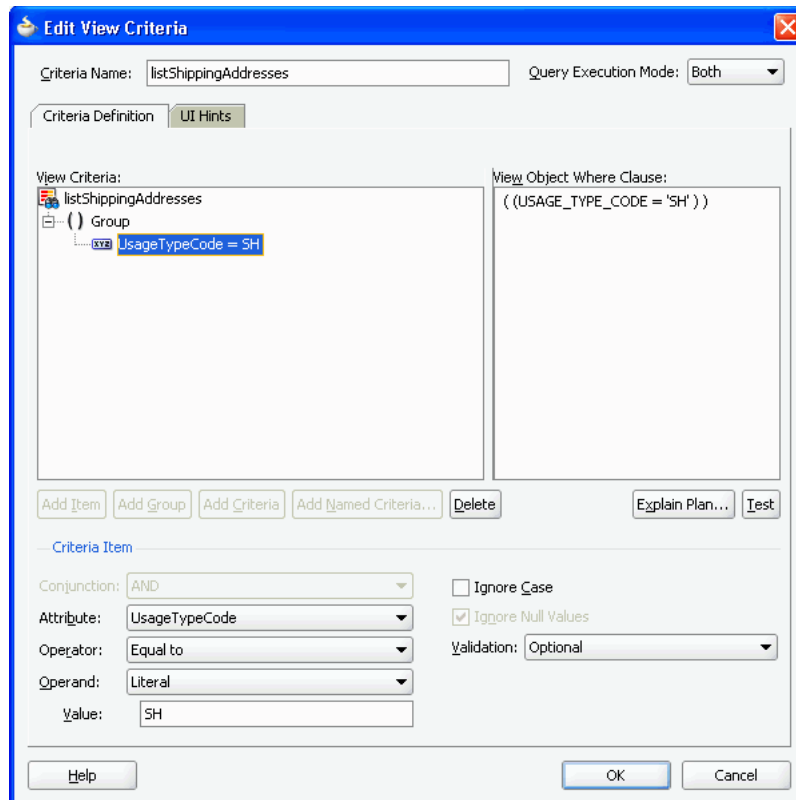 Edit View Criteria
Criteria Name: listShippingAddresses Query Execution Mode: Both
Criteria Definition UI Hints
View Criteria: View Object Where Clause:
listShippingAddresses ( (USAGE_TYPE_CODE = 'SH' ) )
( ) Group
XYZ UsageTypeCode = SH
Add Item Add Group Add Criteria Add Named Criteria... Delete Explain Plan... Test
Criteria Item
Conjunction: AND Ignore Case
Attribute: UsageTypeCode Ignore Null Values
Operator: Equal to Validation: Optional
Operand: Literal
Value: SH
Help OK Cancel